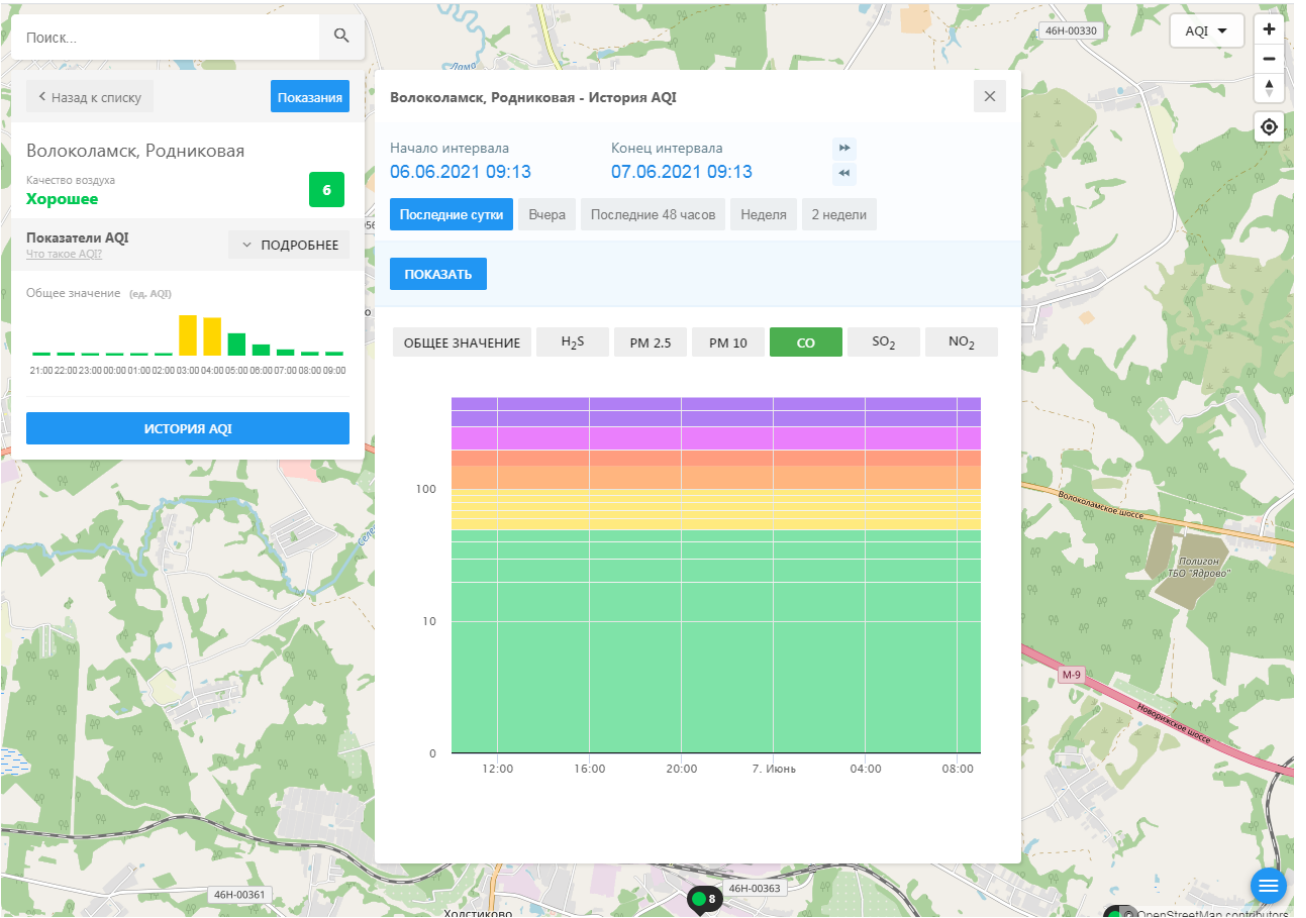 Поиск...
46Н-00330
AQI
Лама
Назад к списку
Показания
Волоколамск, Родниковая - История AQI
Волоколамск, Родниковая
Качество воздуха
Хорошее
6
Начало интервала
Конец интервала
06.06.2021 09:13
07.06.2021 09:13
Последние сутки
Вчера
Последние 48 часов
Неделя
2 недели
Показатели AQI
Что такое AQI?
ПОДРОБНЕЕ
ПОКАЗАТЬ
Общее значение (ед. AQI)
21:00 22:00 23:00 00:00 01:00 02:00 03:00 04:00 05:00 06:00 07:00 08:00 09:00
ИСТОРИЯ AQI
ОБЩЕЕ ЗНАЧЕНИЕ
H2S
PM 2.5
PM 10
CO
SO2
NO2
100
10
0
12:00
16:00
20:00
7. Июнь
04:00
08:00
Волоколамское шоссе
Полигон
ТБО "Ядрово"
М-9
Новорижское шоссе
46Н-00361
46Н-00363
8
Холстиково
© OpenStreetMap contributors